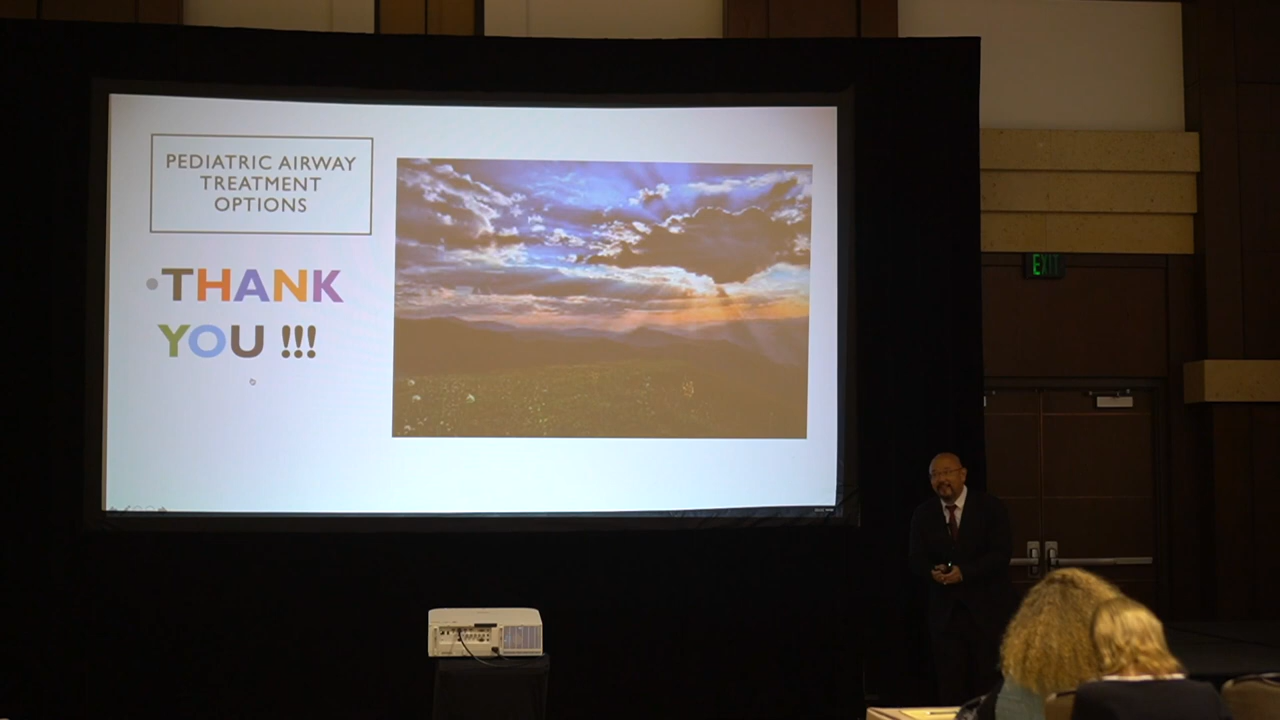 PEDIATRIC AIRWAY
TREATMENT
OPTIONS
•THANK
YOU !!!
EXIT